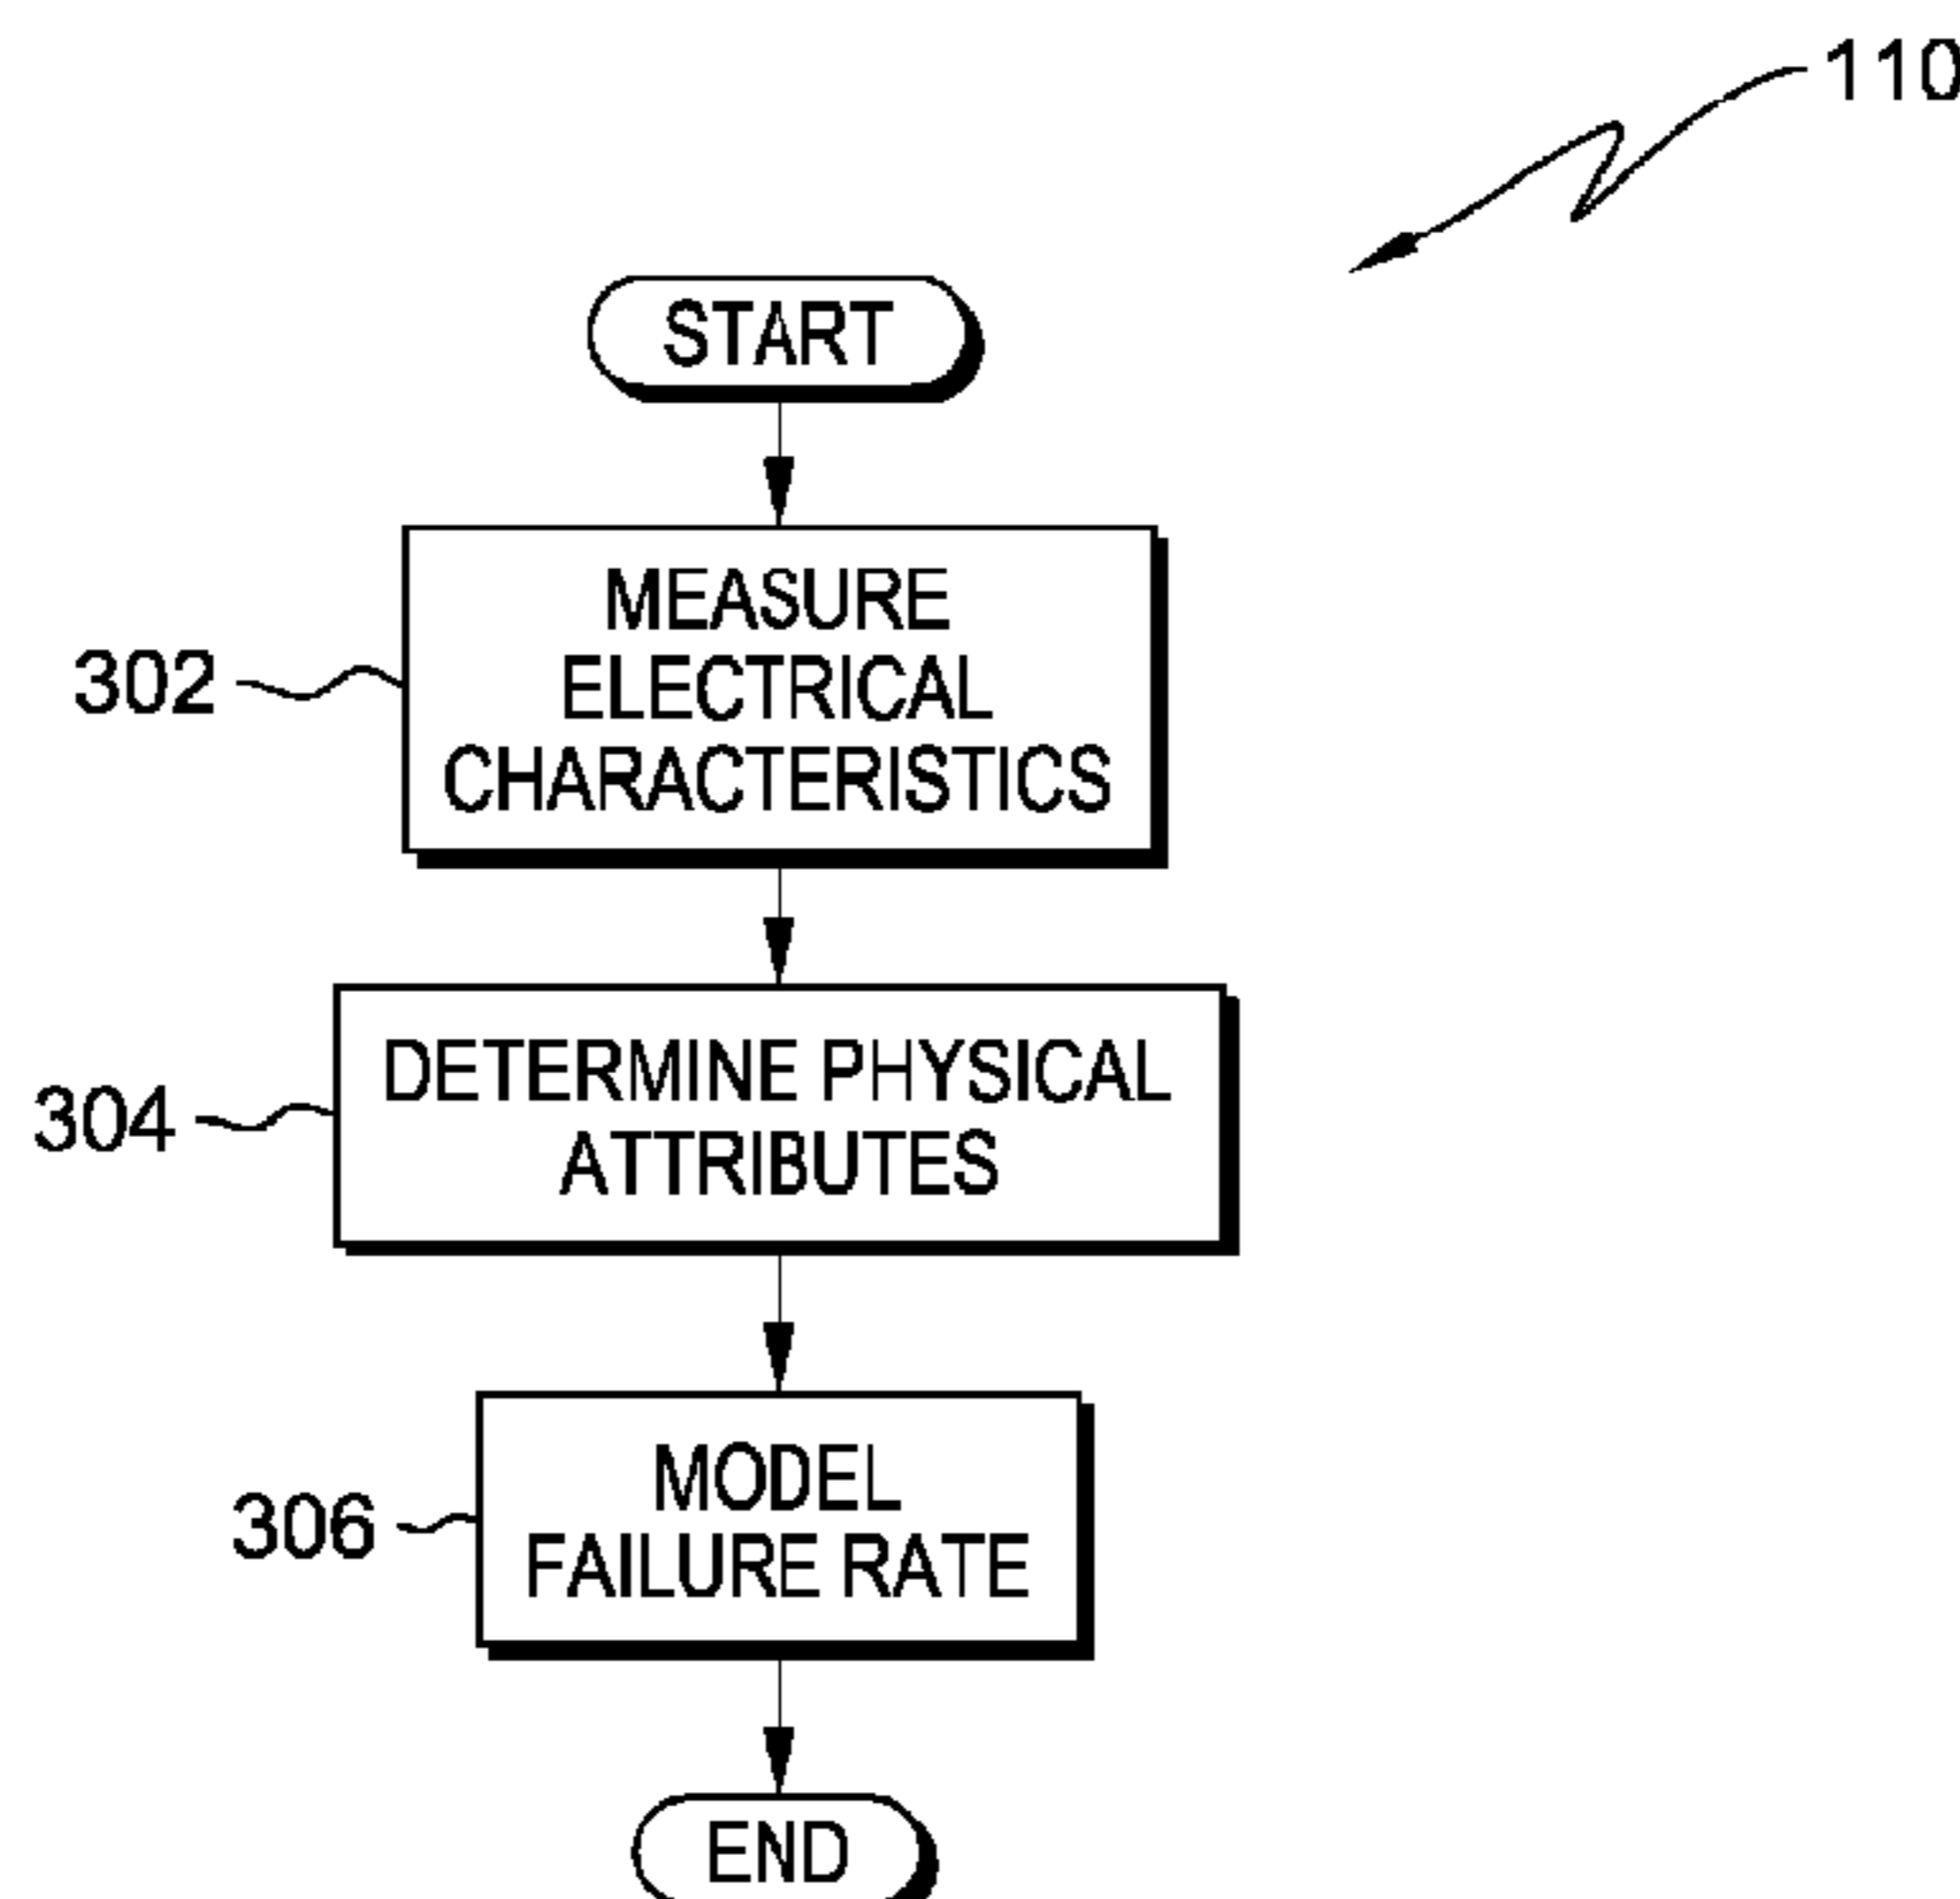 110
START
MEASURE
ELECTRICAL
302
CHARACTERISTICS
DETERMINE PHYSICAL
304
ATTRIBUTES
MODEL
306
FAILURE RATE
END